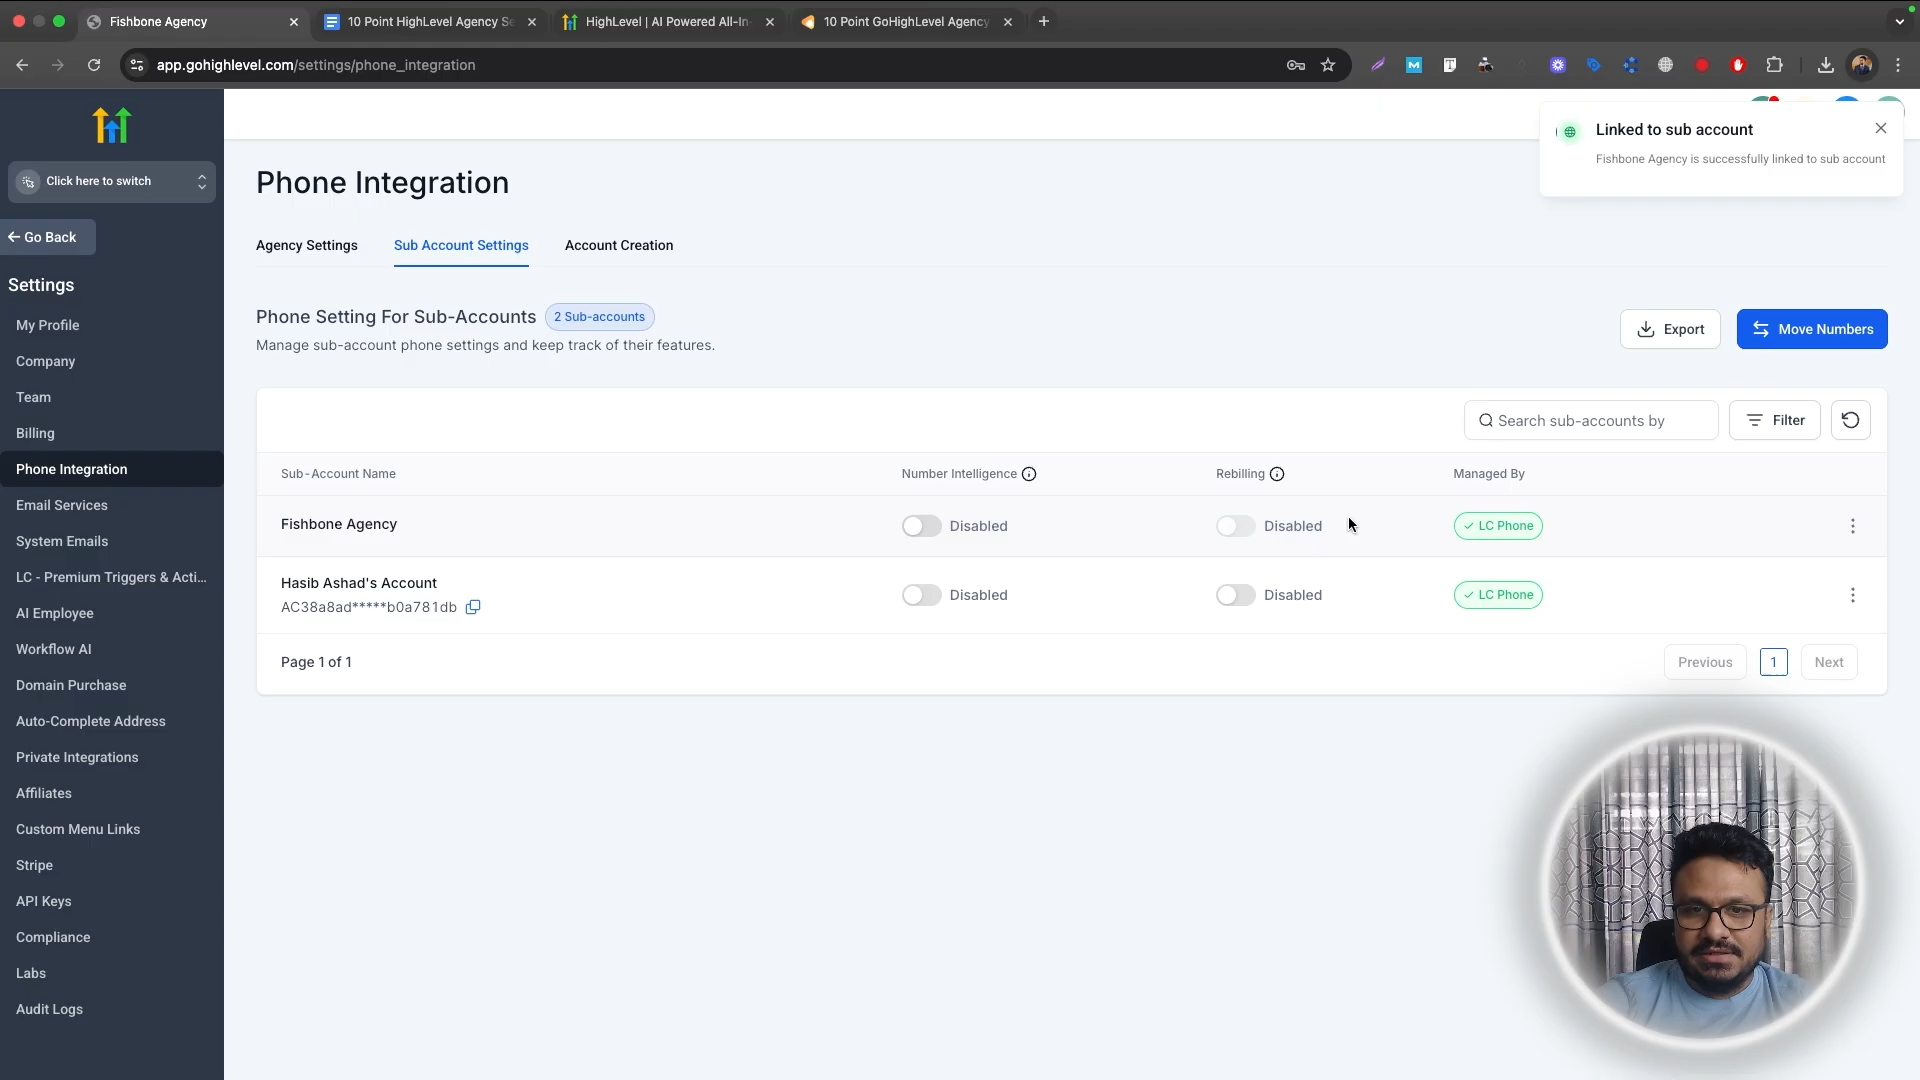 Fishbone Agency
10 Point HighLevel Agency Se
HighLevel | AI Powered All-In-
10 Point GoHighLevel Agency
app.gohighlevel.com/settings/phone_integration
Click here to switch
Go Back
Settings
My Profile
Company
Team
Billing
Phone Integration
Email Services
System Emails
LC - Premium Triggers & Acti...
AI Employee
Workflow AI
Domain Purchase
Auto-Complete Address
Private Integrations
Affiliates
Custom Menu Links
Stripe
API Keys
Compliance
Labs
Audit Logs
Linked to sub account
Fishbone Agency is successfully linked to sub account
Phone Integration
Agency Settings
Sub Account Settings
Account Creation
Phone Setting For Sub-Accounts
2 Sub-accounts
Manage sub-account phone settings and keep track of their features.
Export
Move Numbers
Search sub-accounts by
Filter
Sub-Account Name
Number Intelligence
Rebilling
Managed By
Fishbone Agency
Disabled
Disabled
LC Phone
Hasib Ashad's Account
AC38a8ad*****b0a781db
Disabled
Disabled
LC Phone
Page 1 of 1
Previous
1
Next